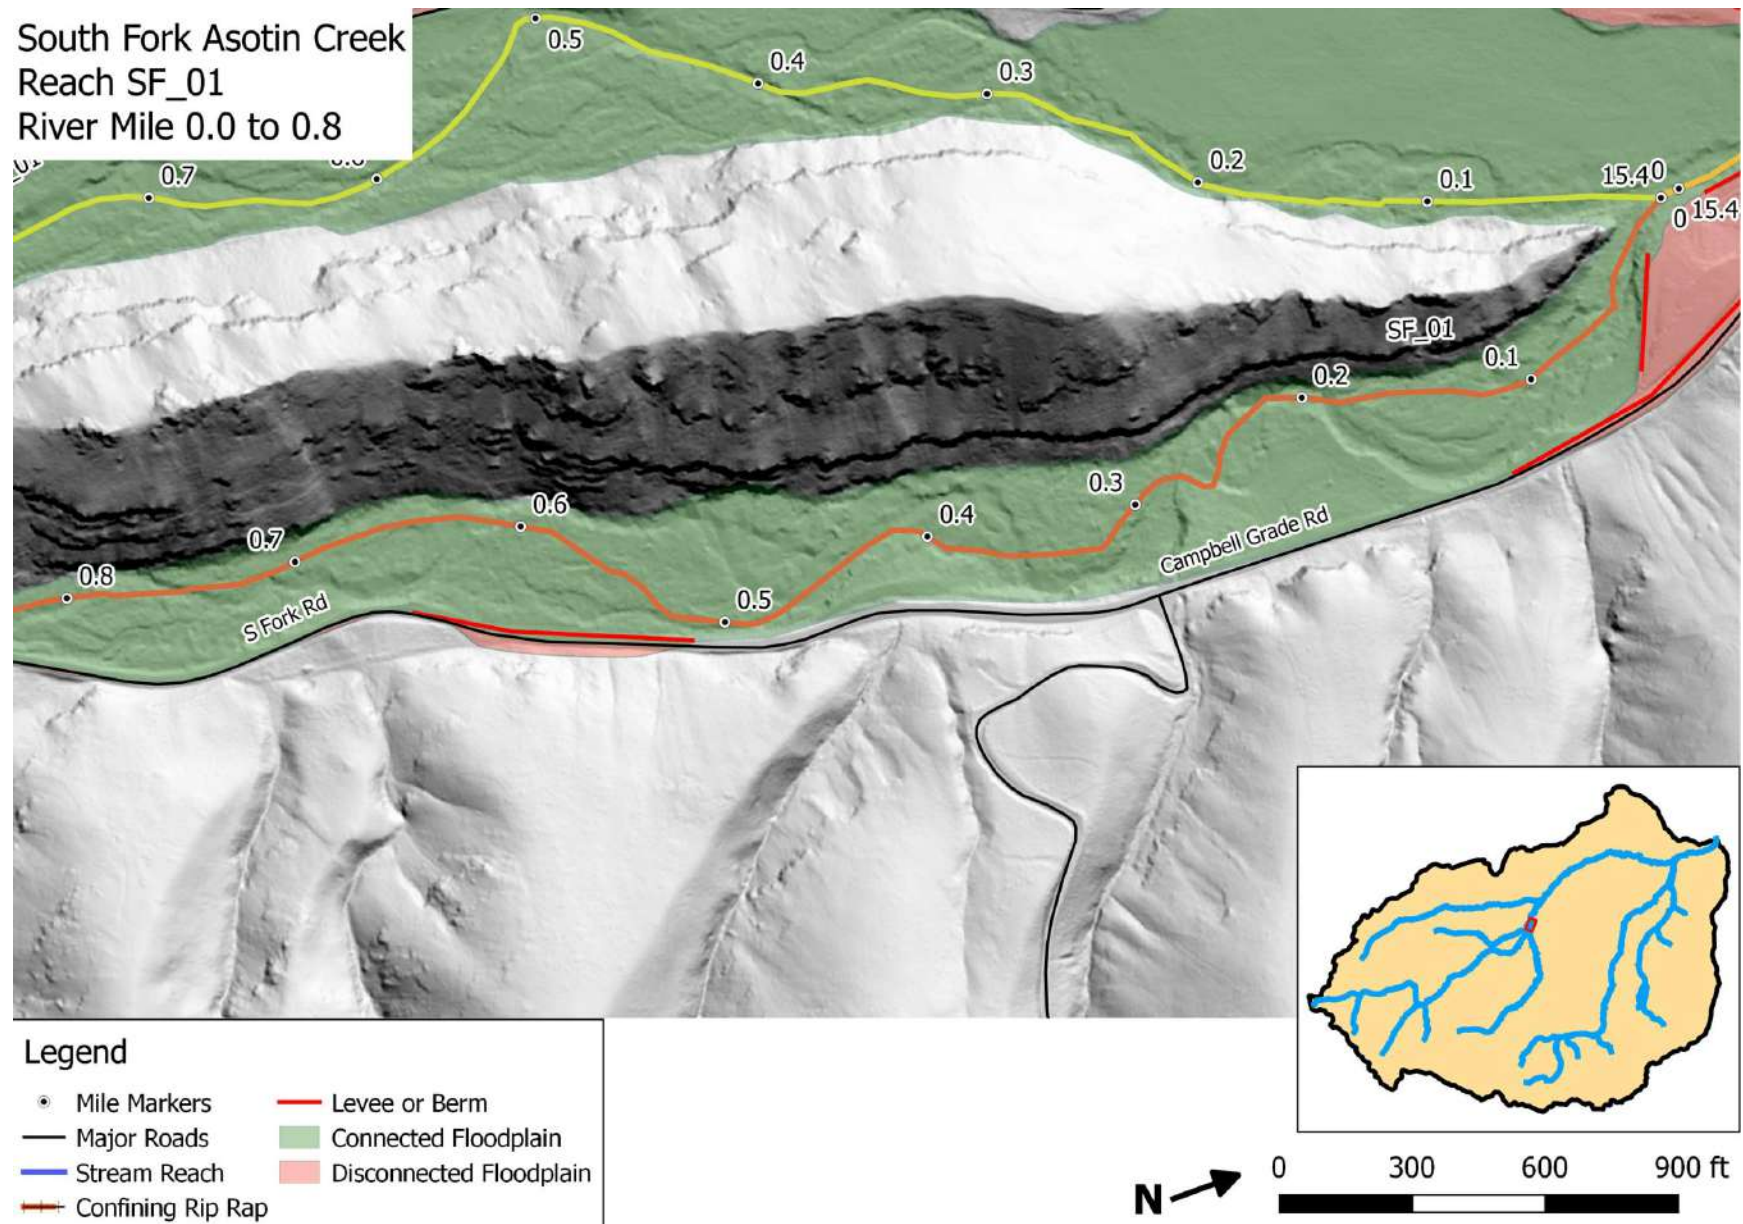 South Fork Asotin Creek
Reach SF_01
River Mile 0.0 to 0.8
0.5
0.4
0.3
0.7
0.2
0.1
15.4
0
0
15.4
SF_01
0.1
0.2
0.3
0.4
0.6
0.7
0.8
0.5
Campbell Grade Rd
S Fork Rd
Legend
Mile Markers
Major Roads
Stream Reach
Confining Rip Rap
Levee or Berm
Connected Floodplain
Disconnected Floodplain
N
0 300 600 900 ft